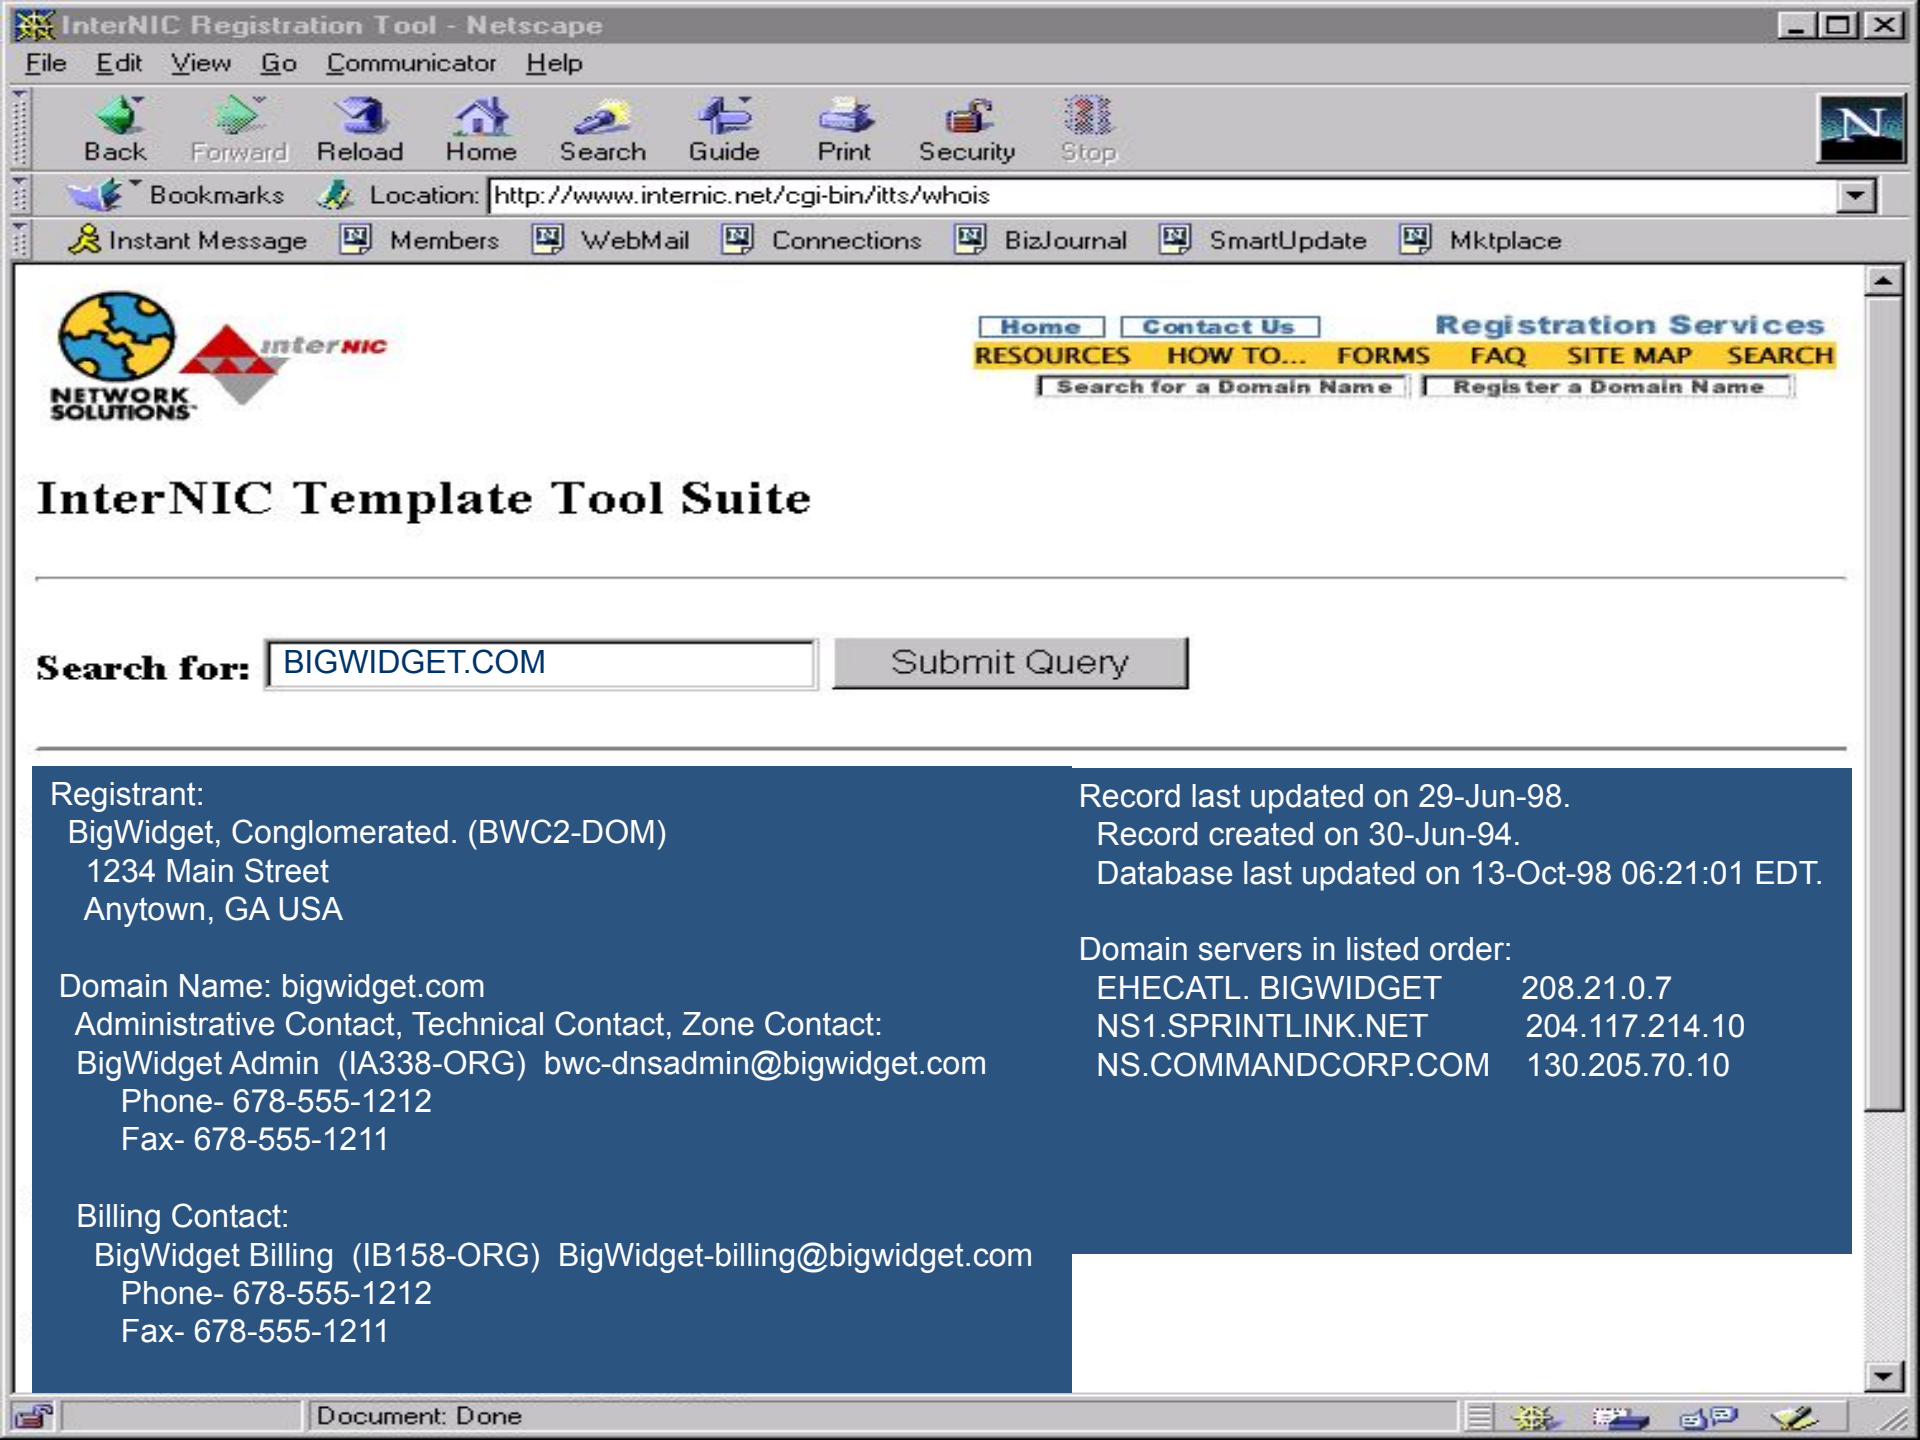 InterNIC Registration Tool - Netscape
File Edit View Go Communicator Help
Back Forward Reload Home Search Guide Print Security Stop
N
Bookmarks Location: http://www.internic.net/cgi-bin/itts/whois
Instant Message Members WebMail Connections BizJournal SmartUpdate Mktplace
Home Contact Us Registration Services
InterNIC
RESOURCES HOW TO... FORMS FAQ SITE MAP SEARCH
Search for a Domain Name Register a Domain Name
NETWORK
SOLUTIONS
InterNIC Template Tool Suite
Search for: BIGWIDGET.COM Submit Query
Registrant:
BigWidget, Conglomerated. (BWC2-DOM)
1234 Main Street
Anytown, GA USA
Domain Name: bigwidget.com
Administrative Contact, Technical Contact, Zone Contact:
BigWidget Admin (IA338-ORG) bwc-dnsadmin@bigwidget.com
Phone- 678-555-1212
Fax- 678-555-1211
Billing Contact:
BigWidget Billing (IB158-ORG) BigWidget-billing@bigwidget.com
Phone- 678-555-1212
Fax- 678-555-1211
Record last updated on 29-Jun-98.
Record created on 30-Jun-94.
Database last updated on 13-Oct-98 06:21:01 EDT.
Domain servers in listed order:
EHECATL. BIGWIDGET 208.21.0.7
NS1.SPRINTLINK.NET 204.117.214.10
NS.COMMANDCORP.COM 130.205.70.10
Document: Done